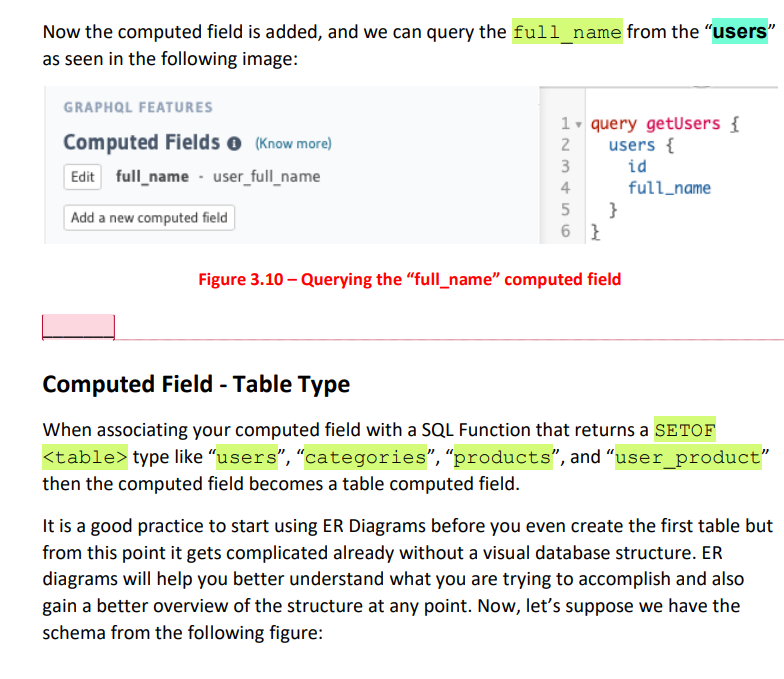 Now the computed field is added, and we can query the full_name from the “users”
as seen in the following image:
GRAPHQL FEATURES
Computed Fields (Know more)
Edit full_name - user_full_name
Add a new computed field
1 query getUsers {
2 users {
3 id
4 full_name
5 }
6 }
Figure 3.10 – Querying the “full_name” computed field
Computed Field - Table Type
When associating your computed field with a SQL Function that returns a SETOF
<table> type like “users”, “categories”, “products”, and “user_product”
then the computed field becomes a table computed field.
It is a good practice to start using ER Diagrams before you even create the first table but
from this point it gets complicated already without a visual database structure. ER
diagrams will help you better understand what you are trying to accomplish and also
gain a better overview of the structure at any point. Now, let’s suppose we have the
schema from the following figure: